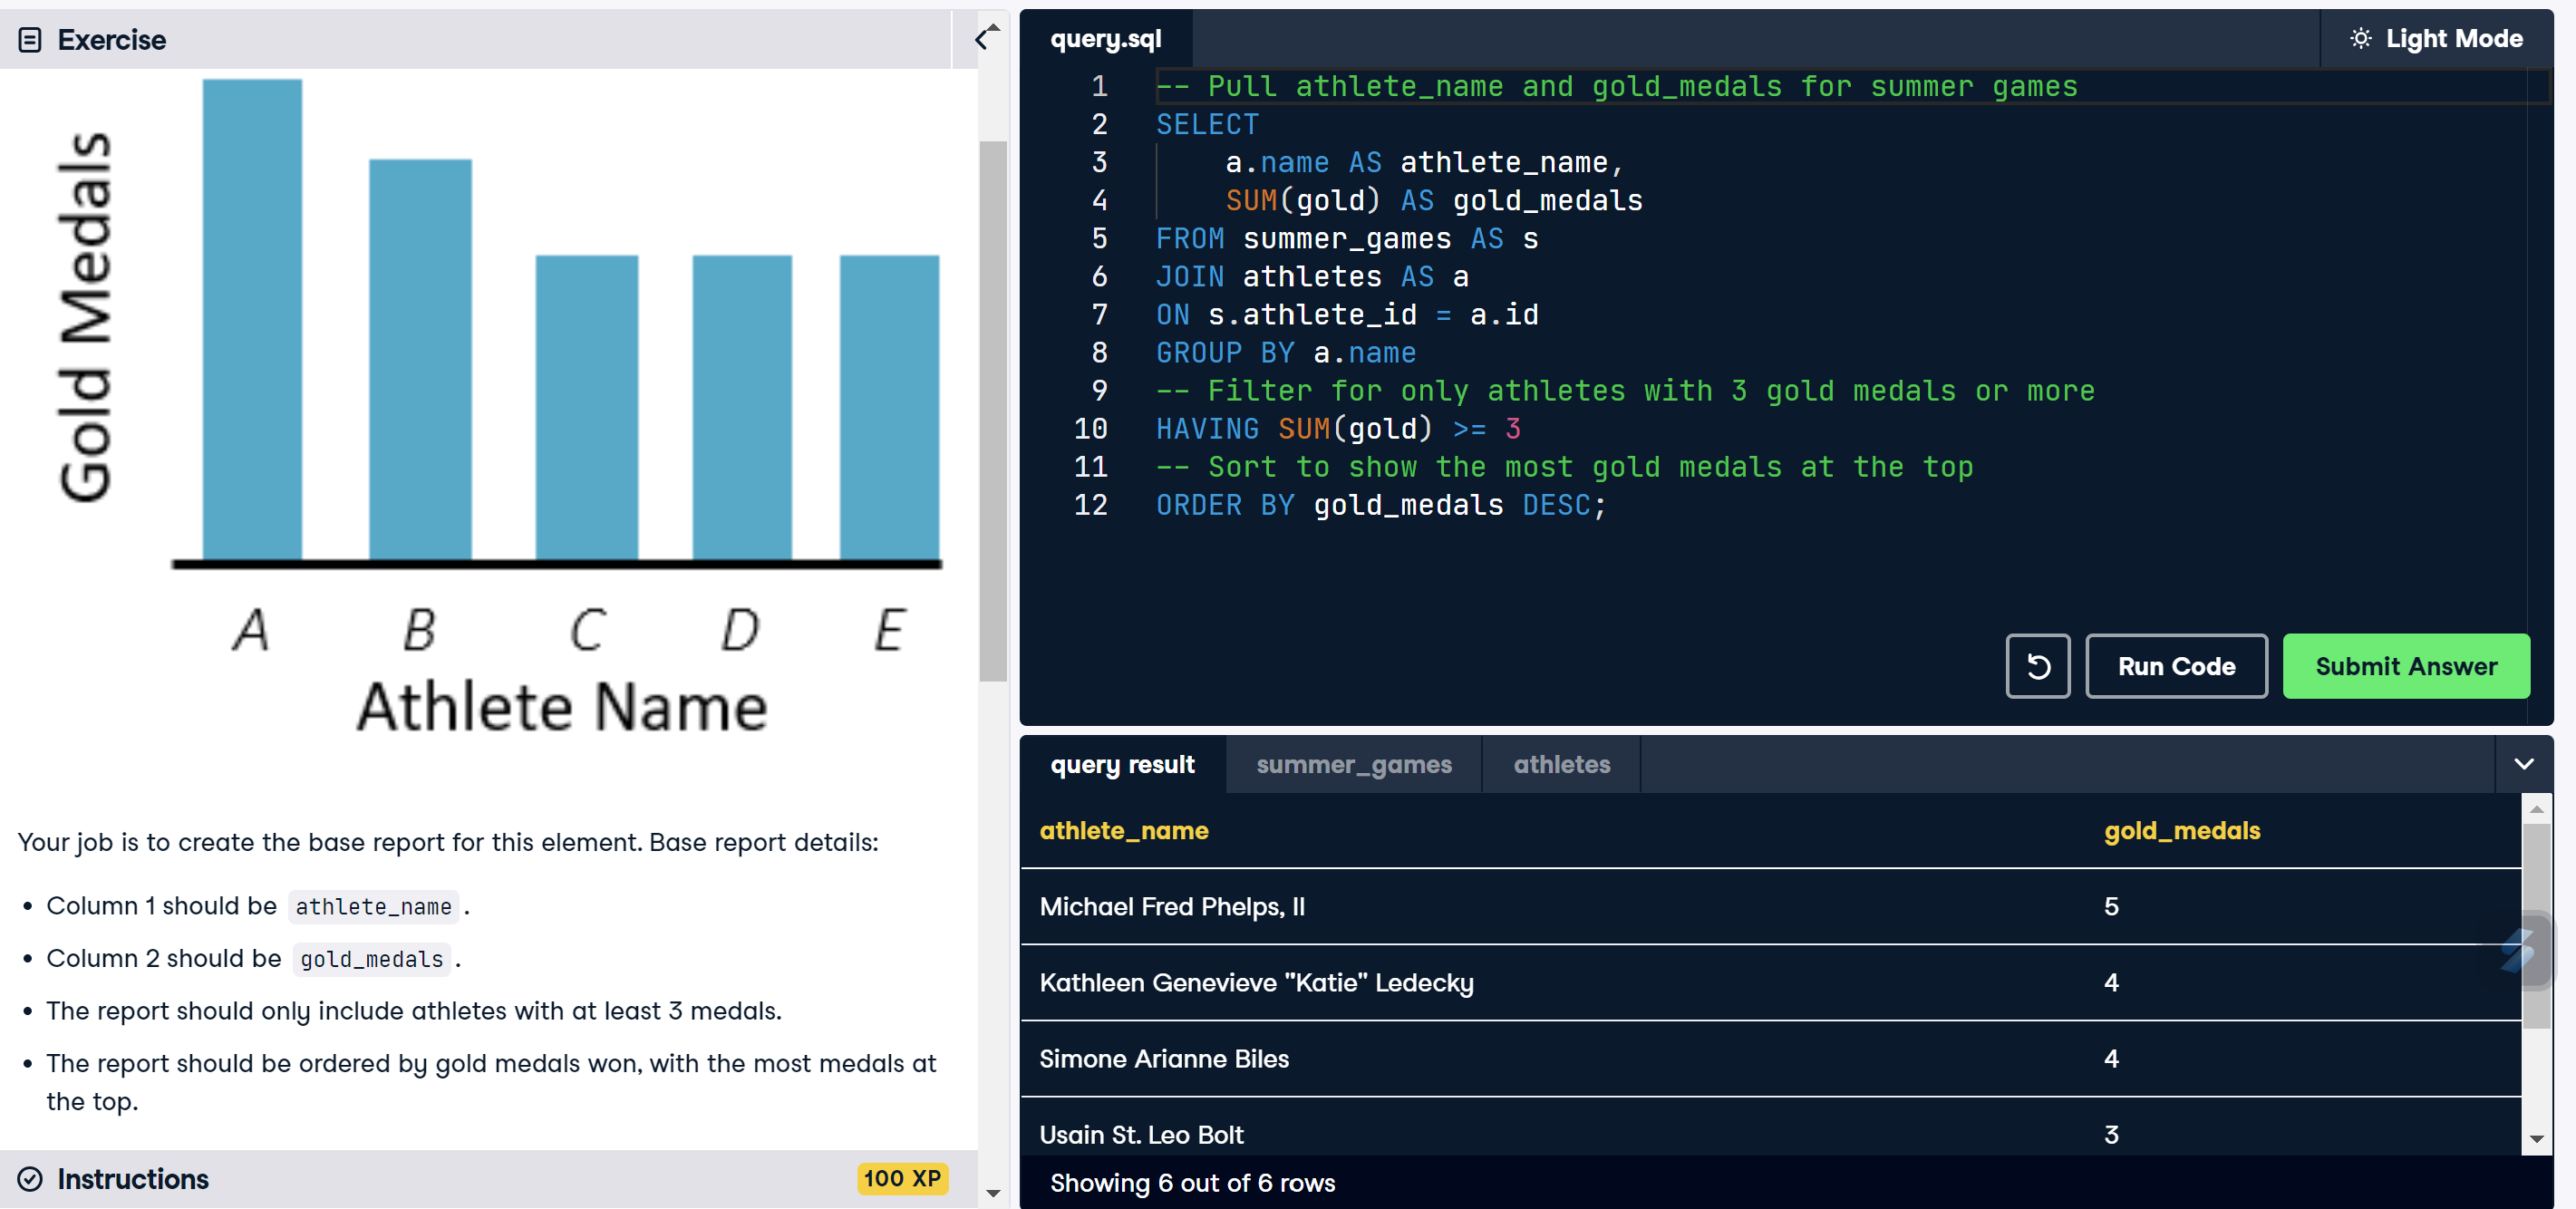 Exercise
Gold Medals
A B C D E
Athlete Name
Your job is to create the base report for this element. Base report details:
• Column 1 should be athlete_name .
• Column 2 should be gold_medals .
• The report should only include athletes with at least 3 medals.
• The report should be ordered by gold medals won, with the most medals at
the top.
Instructions
100 XP
query.sql
Light Mode
1 -- Pull athlete_name and gold_medals for summer games
2 SELECT
3 a.name AS athlete_name,
4 SUM(gold) AS gold_medals
5 FROM summer_games AS s
6 JOIN athletes AS a
7 ON s.athlete_id = a.id
8 GROUP BY a.name
9 -- Filter for only athletes with 3 gold medals or more
10 HAVING SUM(gold) >= 3
11 -- Sort to show the most gold medals at the top
12 ORDER BY gold_medals DESC;
Run Code
Submit Answer
query result summer_games athletes
athlete_name gold_medals
Michael Fred Phelps, II 5
Kathleen Genevieve "Katie" Ledecky 4
Simone Arianne Biles 4
Usain St. Leo Bolt 3
Showing 6 out of 6 rows